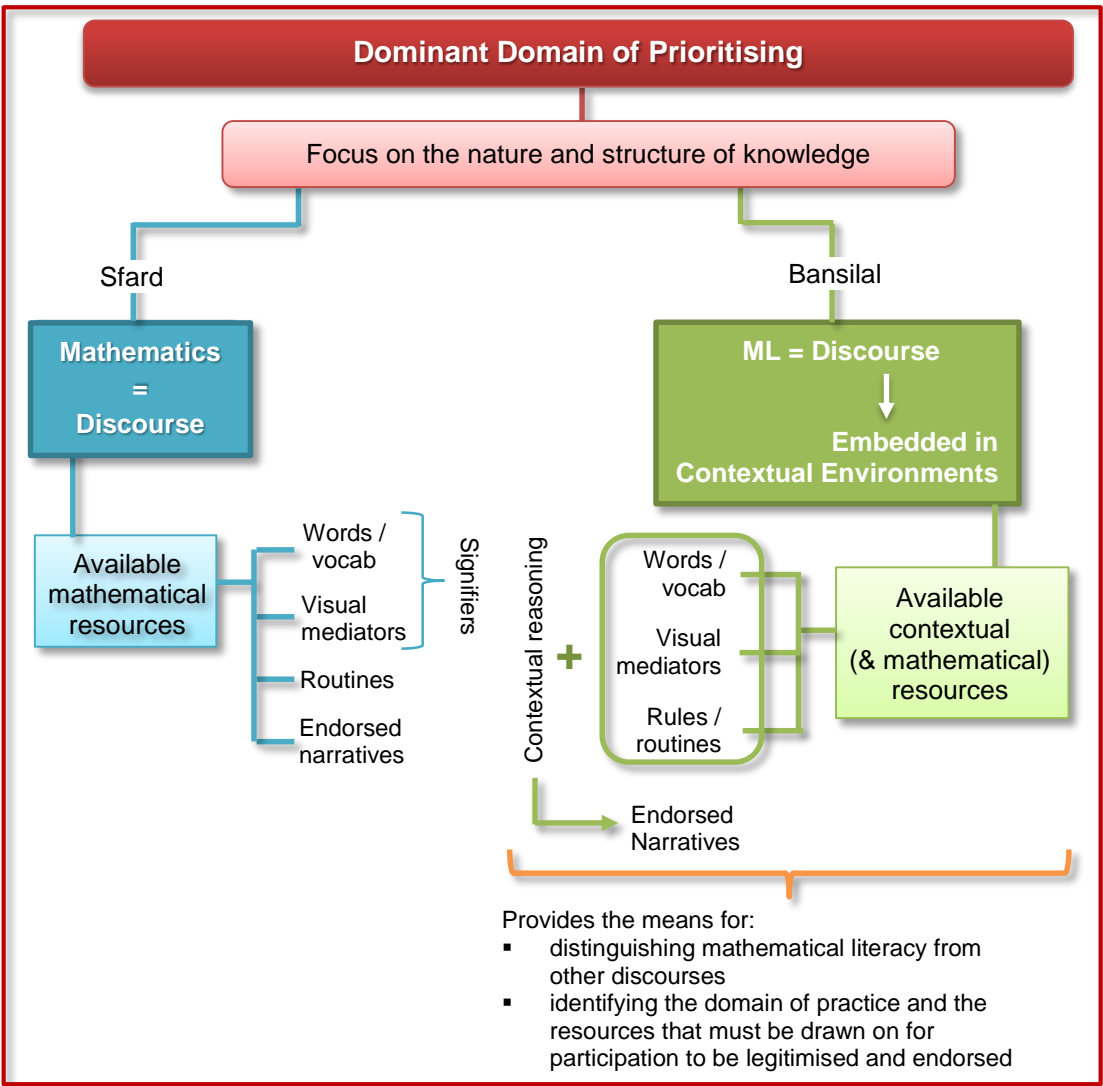 Dominant Domain of Prioritising
Focus on the nature and structure of knowledge
Sfard
Mathematics
=
Discourse
Available
mathematical
resources
Words /
vocab
Visual
mediators
Routines
Endorsed
narratives
Signifiers
Bansilal
ML = Discourse
Embedded in
Contextual Environments
Contextual reasoning
+
Words /
vocab
Visual
mediators
Rules /
routines
Available
contextual
(& mathematical)
resources
Endorsed
Narratives
Provides the means for:
▪ distinguishing mathematical literacy from
other discourses
▪ identifying the domain of practice and the
resources that must be drawn on for
participation to be legitimised and endorsed